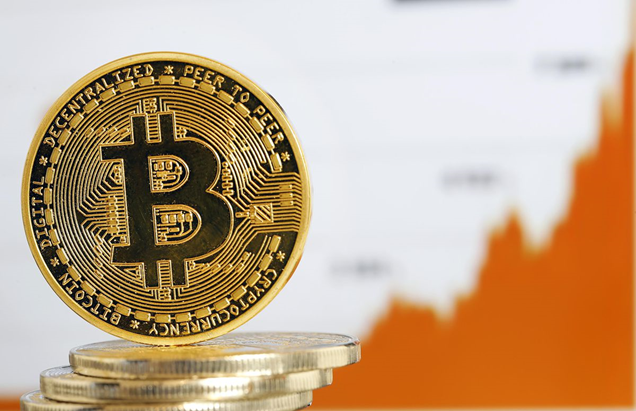 DIGITAL * DECENTRALIZED * PEER TO PEER *
BITCOIN * CRYPTOCURRENCY *